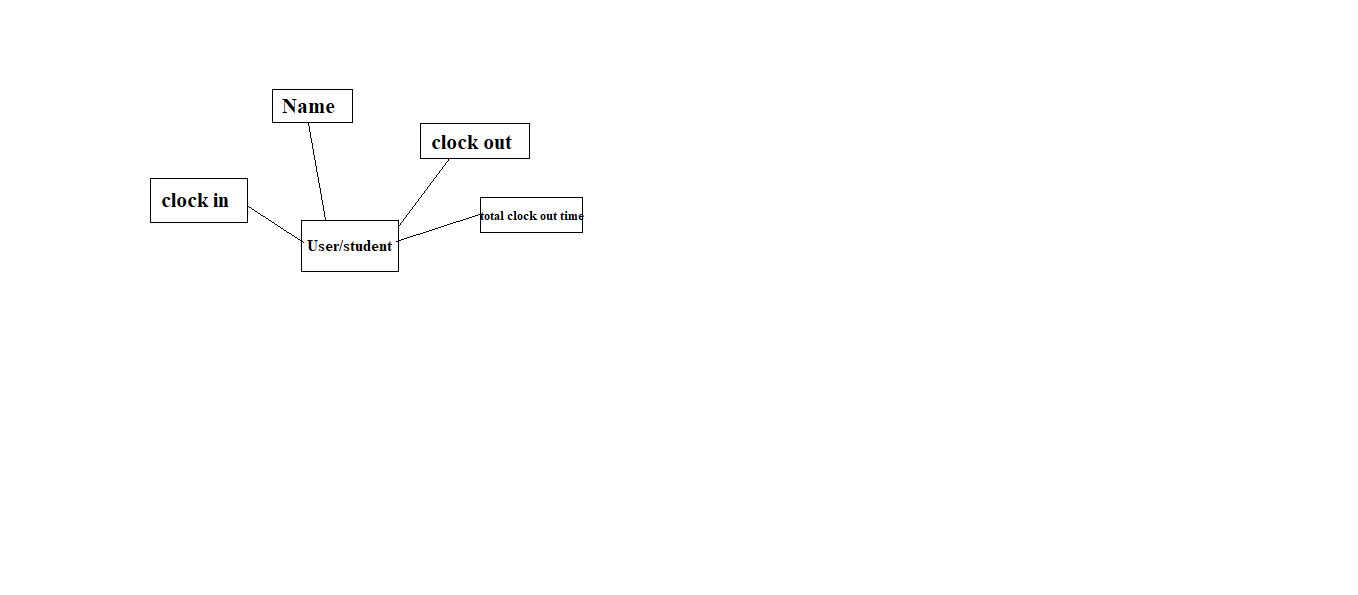 Name
clock out
clock in
total clock out time
User/student